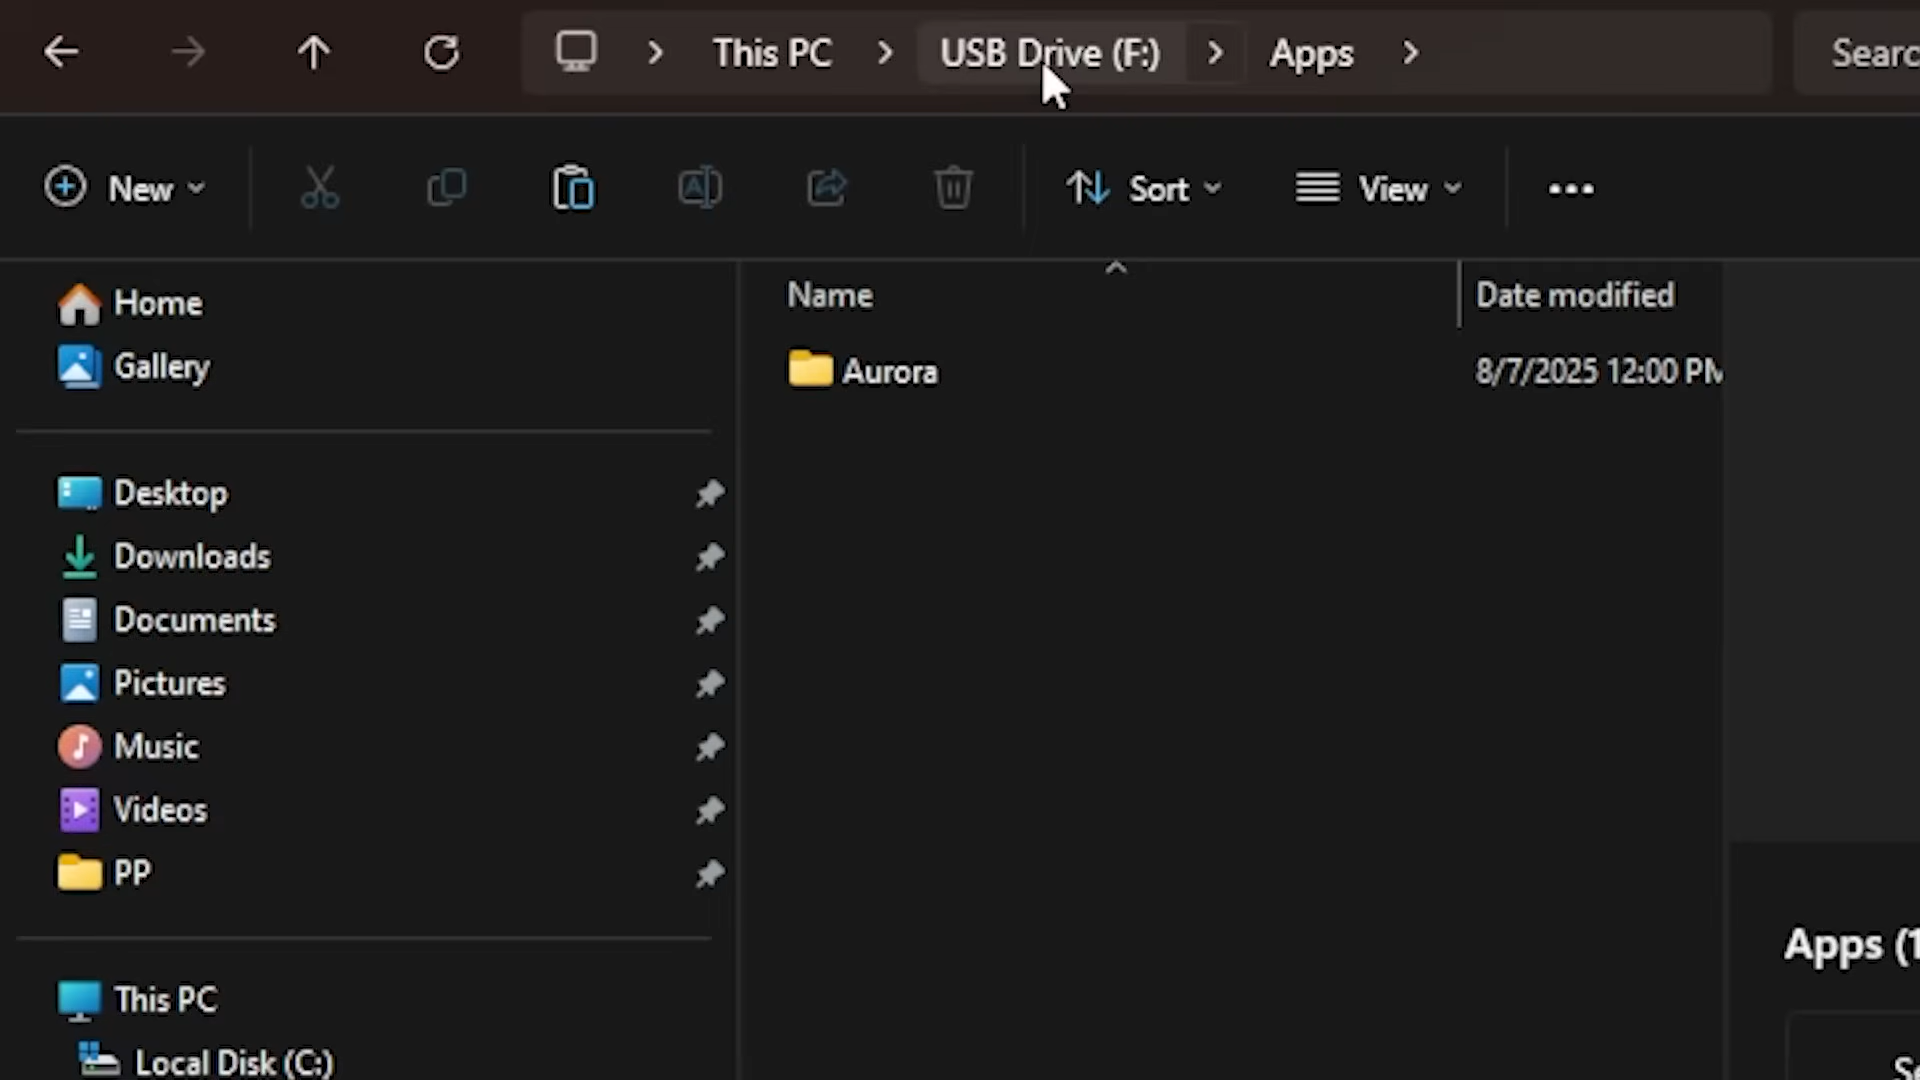 This PC > USB Drive (F:) > Apps >
New
Sort
View
Home
Gallery
Desktop
Downloads
Documents
Pictures
Music
Videos
PP
This PC
Local Disk (C:)
Name
Date modified
Aurora
8/7/2025 12:00 PM
Apps (1